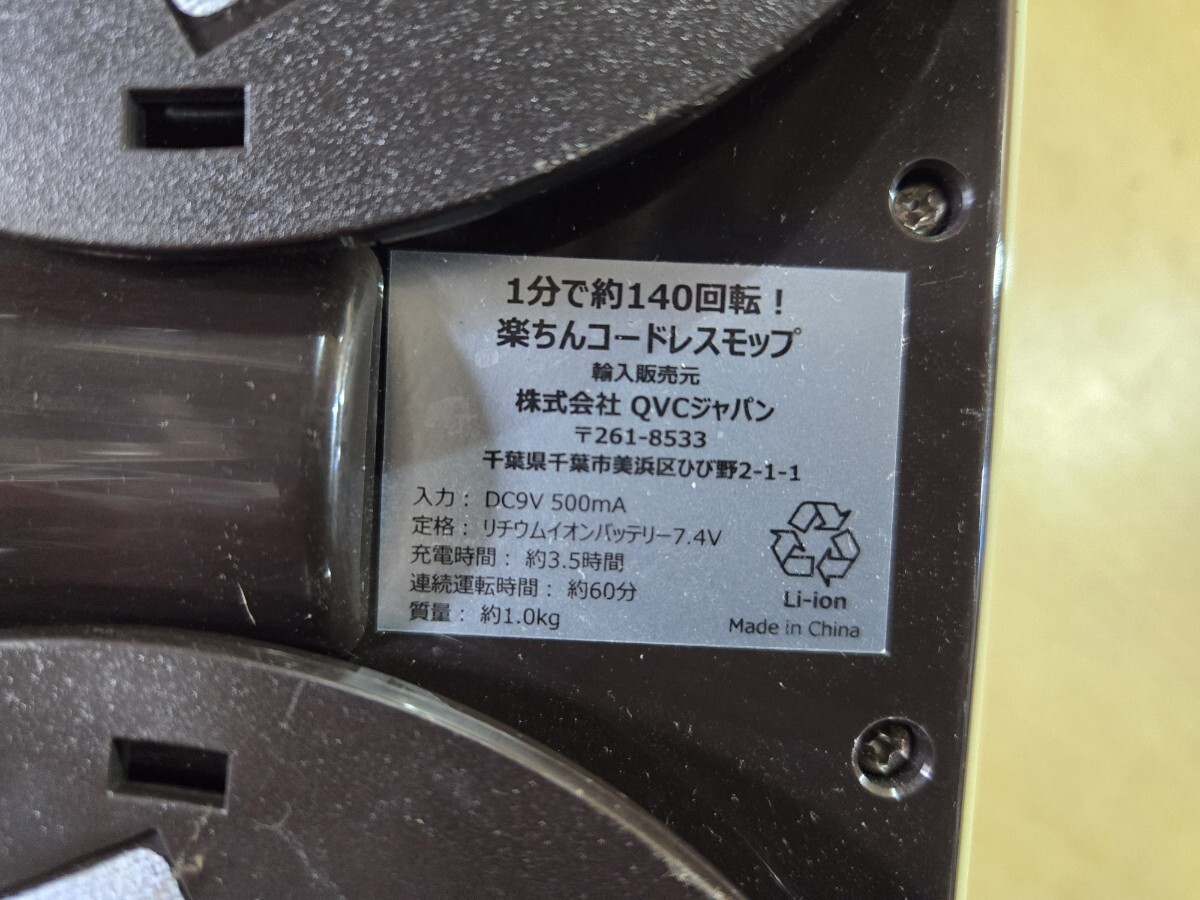 1分で約140回転！
楽ちんコードレスモップ
輸入販売元
株式会社 QVCジャパン
〒261-8533
千葉県千葉市美浜区ひび野2-1-1
入力： DC9V 500mA
定格： リチウムイオンバッテリー7.4V
充電時間： 約3.5時間
連続運転時間： 約60分
質量： 約1.0kg
Li-ion
Made in China